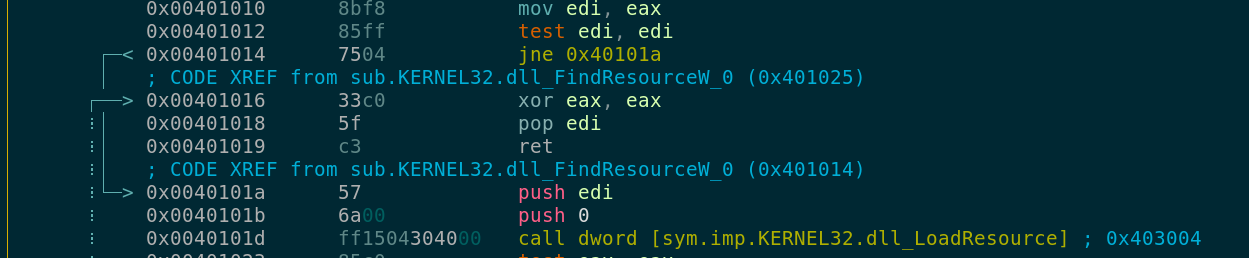 0x00401010 8bf8 mov edi, eax
0x00401012 85ff test edi, edi
< 0x00401014 7504 jne 0x40101a
; CODE XREF from sub.KERNEL32.dll_FindResourceW_0 (0x401025)
> 0x00401016 33c0 xor eax, eax
0x00401018 5f pop edi
0x00401019 c3 ret
; CODE XREF from sub.KERNEL32.dll_FindResourceW_0 (0x401014)
> 0x0040101a 57 push edi
0x0040101b 6a00 push 0
0x0040101d ff1504304000 call dword [sym.imp.KERNEL32.dll_LoadResource] ; 0x403004